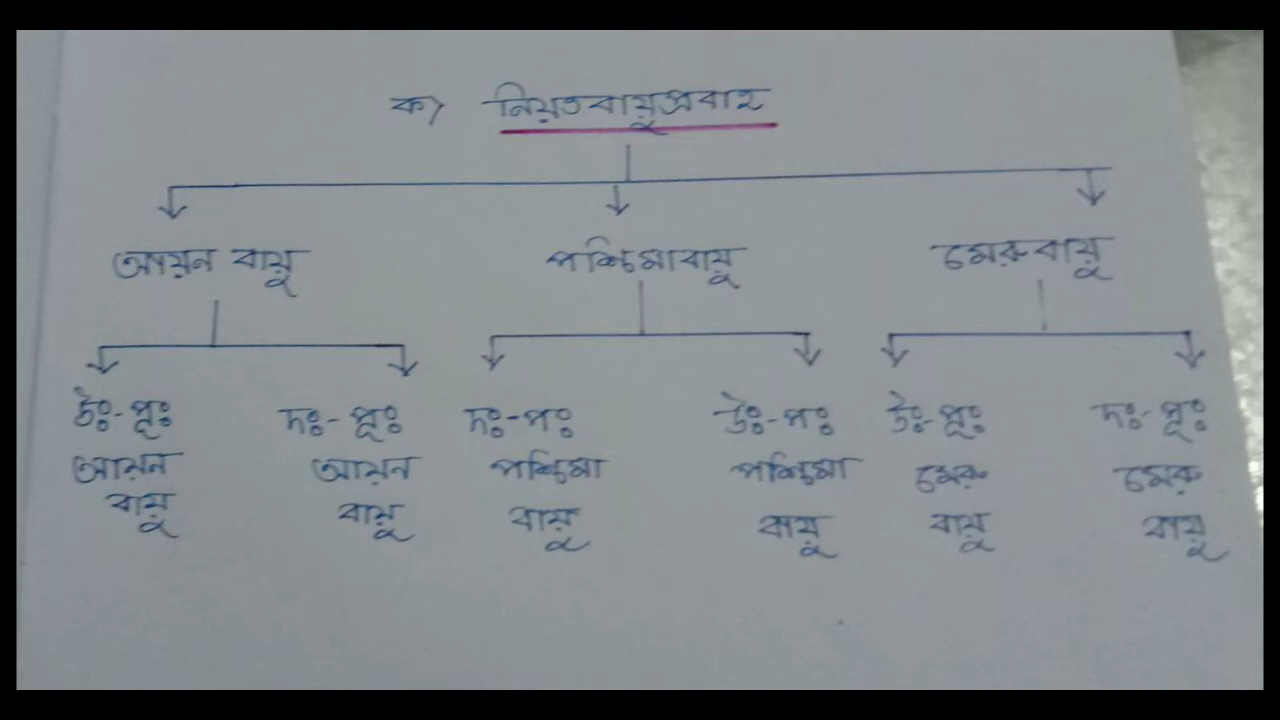 ক) নিয়তবায়ুপ্রবাহ
আয়ন বায়ু পশ্চিমাবায়ু মেরুবায়ু
উঃ-পূঃ দঃ-পূঃ দঃ-পঃ উঃ-পঃ উঃ-পূঃ দঃ-পূঃ
আয়ন আয়ন পশ্চিমা পশ্চিমা মেরু মেরু
বায়ু বায়ু বায়ু বায়ু বায়ু বায়ু